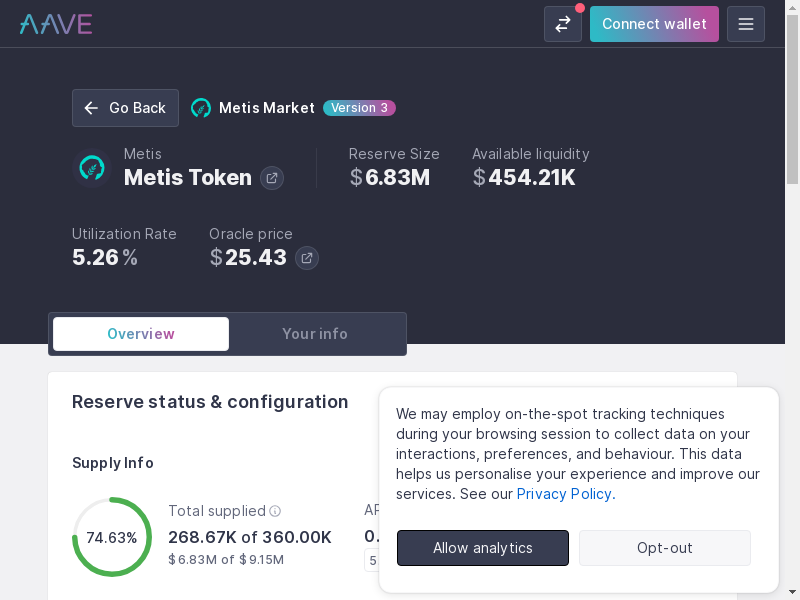 AAVE
Connect wallet
Go Back
Metis Market
Version 3
Metis
Metis Token
Reserve Size
$6.83M
Available liquidity
$454.21K
Utilization Rate
5.26%
Oracle price
$25.43
Overview
Your info
Reserve status & configuration
Supply Info
74.63%
Total supplied
268.67K of 360.00K
$6.83M of $9.15M
AP
0.
5
We may employ on-the-spot tracking techniques
during your browsing session to collect data on your
interactions, preferences, and behaviour. This data
helps us personalise your experience and improve our
services. See our Privacy Policy.
Allow analytics
Opt-out